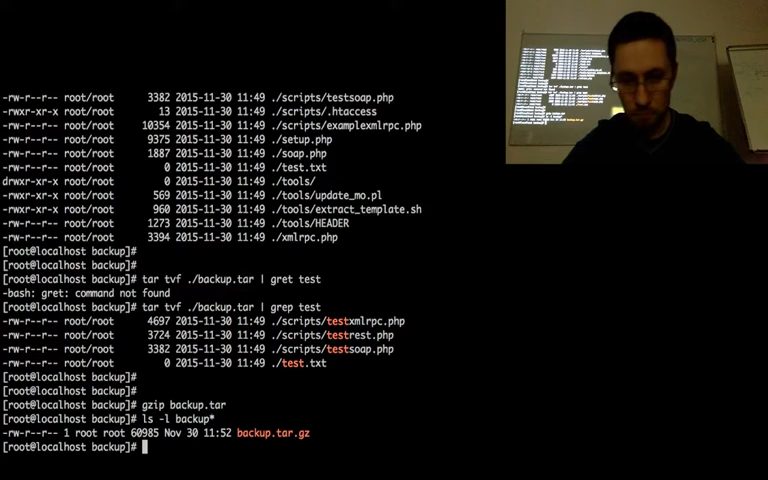 -rw-r--r-- root/root 3382 2015-11-30 11:49 ./scripts/testsoap.php
-rwxr-xr-x root/root 13 2015-11-30 11:49 ./scripts/.htaccess
-rw-r--r-- root/root 10354 2015-11-30 11:49 ./scripts/examplexmlrpc.php
-rw-r--r-- root/root 9375 2015-11-30 11:49 ./setup.php
-rw-r--r-- root/root 1887 2015-11-30 11:49 ./soap.php
-rw-r--r-- root/root 0 2015-11-30 11:49 ./test.txt
drwxr-xr-x root/root 0 2015-11-30 11:49 ./tools/
-rwxr-xr-x root/root 569 2015-11-30 11:49 ./tools/update_mo.pl
-rwxr-xr-x root/root 960 2015-11-30 11:49 ./tools/extract_template.sh
-rw-r--r-- root/root 1273 2015-11-30 11:49 ./tools/HEADER
-rw-r--r-- root/root 3394 2015-11-30 11:49 ./xmlrpc.php
[root@localhost backup]#
[root@localhost backup]#
[root@localhost backup]# tar tvf ./backup.tar | gret test
-bash: gret: command not found
[root@localhost backup]# tar tvf ./backup.tar | grep test
-rw-r--r-- root/root 4697 2015-11-30 11:49 ./scripts/testxmlrpc.php
-rw-r--r-- root/root 3724 2015-11-30 11:49 ./scripts/testrest.php
-rw-r--r-- root/root 3382 2015-11-30 11:49 ./scripts/testsoap.php
-rw-r--r-- root/root 0 2015-11-30 11:49 ./test.txt
[root@localhost backup]#
[root@localhost backup]#
[root@localhost backup]# gzip backup.tar
[root@localhost backup]# ls -l backup*
-rw-r--r-- 1 root root 60985 Nov 30 11:52 backup.tar.gz
[root@localhost backup]#